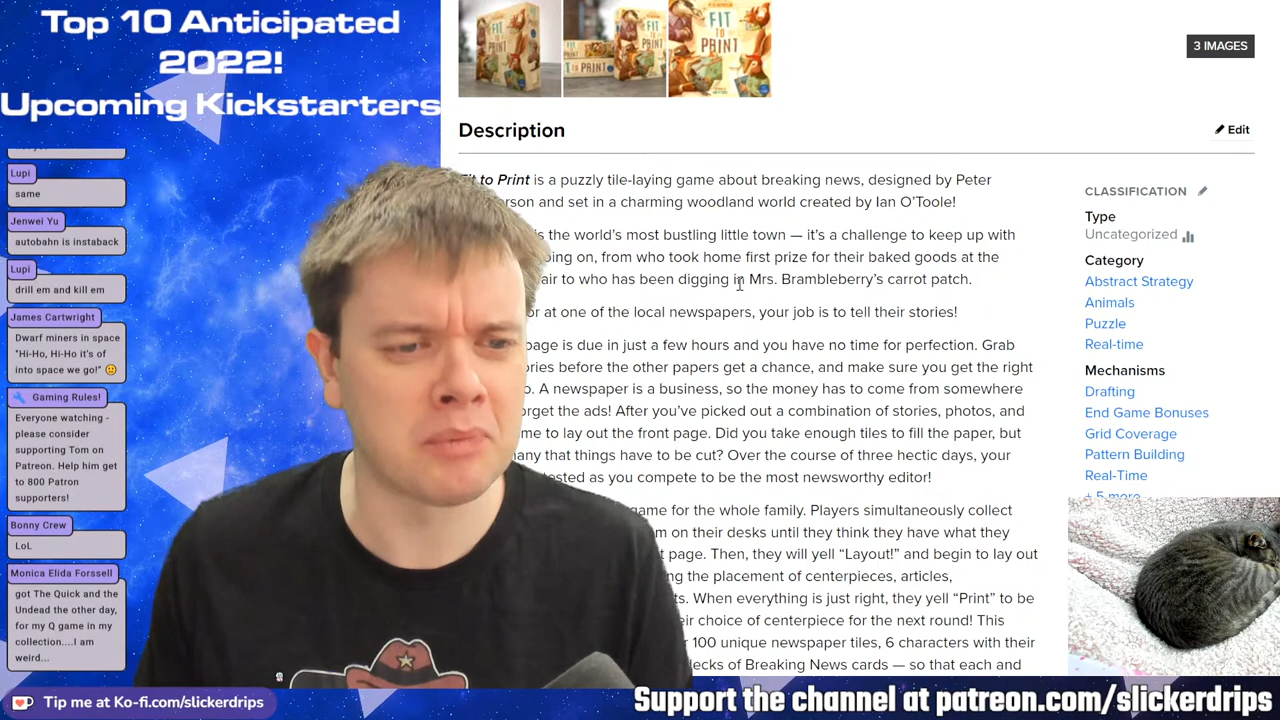 Top 10 Anticipated
2022!
Upcoming Kickstarters
Lupi
same
Jenwei Yu
autobahn is instaback
Lupi
drill em and kill em
James Cartwright
Dwarf miners in space
"Hi-Ho, Hi-Ho it's of
into space we go!"
Gaming Rules!
Everyone watching -
please consider
supporting Tom on
Patreon. Help him get
to 800 Patron
supporters!
Bonny Crew
LoL
Monica Elida Forssell
got The Quick and the
Undead the other day,
for my Q game in my
collection....I am
weird...
Tip me at Ko-fi.com/slickerdrips
FIT TO PRINT
FIT TO PRINT
FIT TO PRINT
3 IMAGES
Description
Edit
to Print is a puzzly tile-laying game about breaking news, designed by Peter
and set in a charming woodland world created by Ian O'Toole!
is the world's most bustling little town — it's a challenge to keep up with
on, from who took home first prize for their baked goods at the
to who has been digging in Mrs. Brambleberry's carrot patch.
at one of the local newspapers, your job is to tell their stories!
is due in just a few hours and you have no time for perfection. Grab
before the other papers get a chance, and make sure you get the right
A newspaper is a business, so the money has to come from somewhere
the ads! After you've picked out a combination of stories, photos, and
to lay out the front page. Did you take enough tiles to fill the paper, but
that things have to be cut? Over the course of three hectic days, your
as you compete to be the most newsworthy editor!
game for the whole family. Players simultaneously collect
on their desks until they think they have what they
page. Then, they will yell “Layout!” and begin to lay out
the placement of centerpieces, articles,
When everything is just right, they yell “Print” to be
choice of centerpiece for the next round! This
100 unique newspaper tiles, 6 characters with their
of Breaking News cards — so that each and
CLASSIFICATION
Type
Uncategorized
Category
Abstract Strategy
Animals
Puzzle
Real-time
Mechanisms
Drafting
End Game Bonuses
Grid Coverage
Pattern Building
Real-Time
+ 5 more
Support the channel at patreon.com/slickerdrips